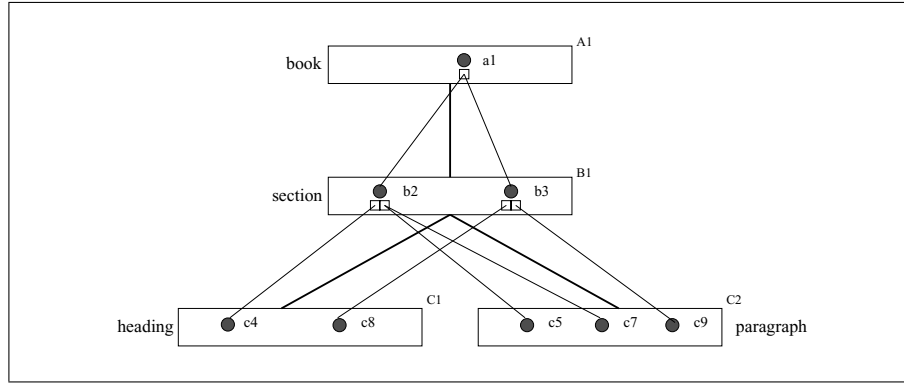 A1
book a1
B1
section b2 b3
C1 C2
heading c4 c8 c5 c7 c9 paragraph